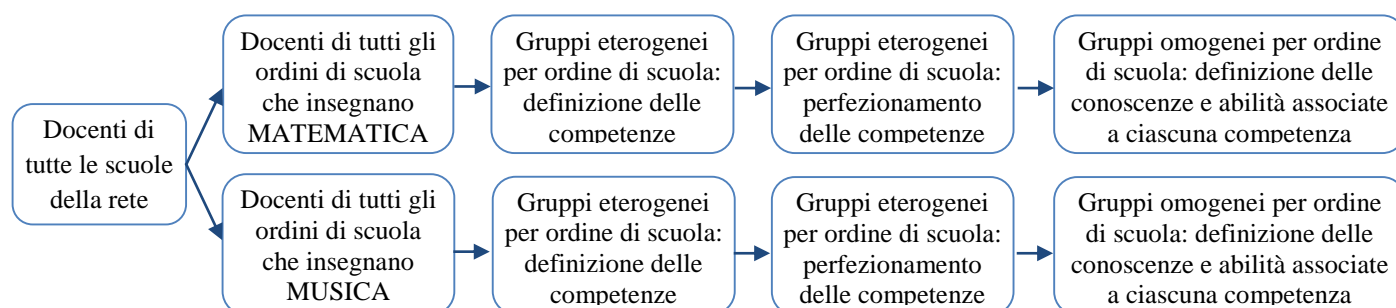 Docenti di
tutte le scuole
della rete
Docenti di tutti gli
ordini di scuola
che insegnano
MATEMATICA
Gruppi eterogenei
per ordine di scuola:
definizione delle
competenze
Gruppi eterogenei
per ordine di scuola:
perfezionamento
delle competenze
Gruppi omogenei per ordine
di scuola: definizione delle
conoscenze e abilità associate
a ciascuna competenza
Docenti di tutti gli
ordini di scuola
che insegnano
MUSICA
Gruppi eterogenei
per ordine di scuola:
definizione delle
competenze
Gruppi eterogenei
per ordine di scuola:
perfezionamento
delle competenze
Gruppi omogenei per ordine
di scuola: definizione delle
conoscenze e abilità associate
a ciascuna competenza